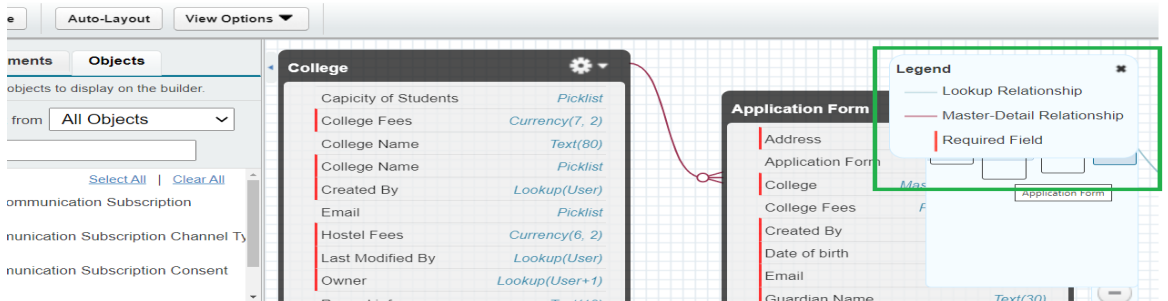 e
Auto-Layout
View Options
ments
Objects
objects to display on the builder.
from
All Objects
Select All | Clear All
ommunication Subscription
nunication Subscription Channel Ty
munication Subscription Consent
College
Capicity of Students Picklist
College Fees Currency(7, 2)
College Name Text(80)
College Name Picklist
Created By Lookup(User)
Email Picklist
Hostel Fees Currency(6, 2)
Last Modified By Lookup(User)
Owner Lookup(User+1)
Application Form
Address
Application Form
College Mas
College Fees
Created By
Date of birth
Email
Guardian Name Text(30)
Legend
Lookup Relationship
Master-Detail Relationship
Required Field
Application Form